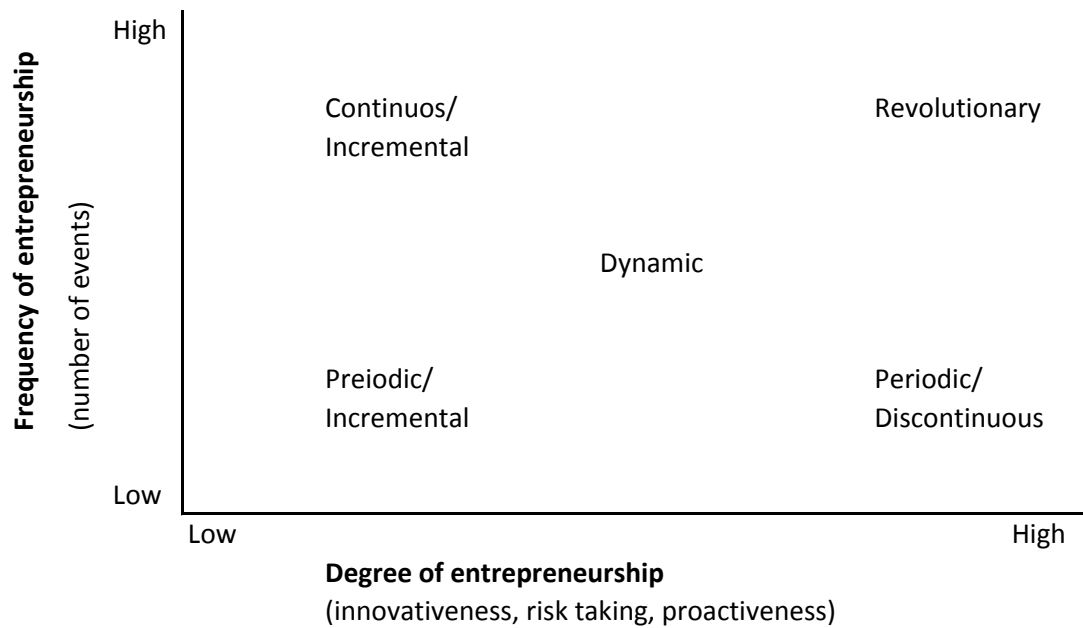 High
Frequency of entrepreneurship
(number of events)
Continuos/
Incremental
Revolutionary
Dynamic
Preiodic/
Incremental
Periodic/
Discontinuous
Low
Low
High
Degree of entrepreneurship
(innovativeness, risk taking, proactiveness)